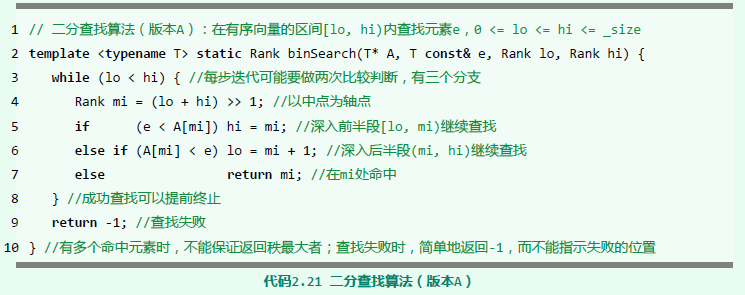 1 // 二分查找算法（版本A）：在有序向量的区间[lo, hi)内查找元素e，0 <= lo <= hi <= _size
2 template <typename T> static Rank binSearch(T* A, T const& e, Rank lo, Rank hi) {
3    while (lo < hi) { //每步迭代可能要做两次比较判断，有三个分支
4       Rank mi = (lo + hi) >> 1; //以中点为轴点
5       if      (e < A[mi]) hi = mi; //深入前半段[lo, mi)继续查找
6       else if (A[mi] < e) lo = mi + 1; //深入后半段(mi, hi)继续查找
7       else                return mi; //在mi处命中
8    } //成功查找可以提前终止
9    return -1; //查找失败
10 } //有多个命中元素时，不能保证返回秩最大者；查找失败时，简单地返回-1，而不能指示失败的位置
代码2.21 二分查找算法（版本A）